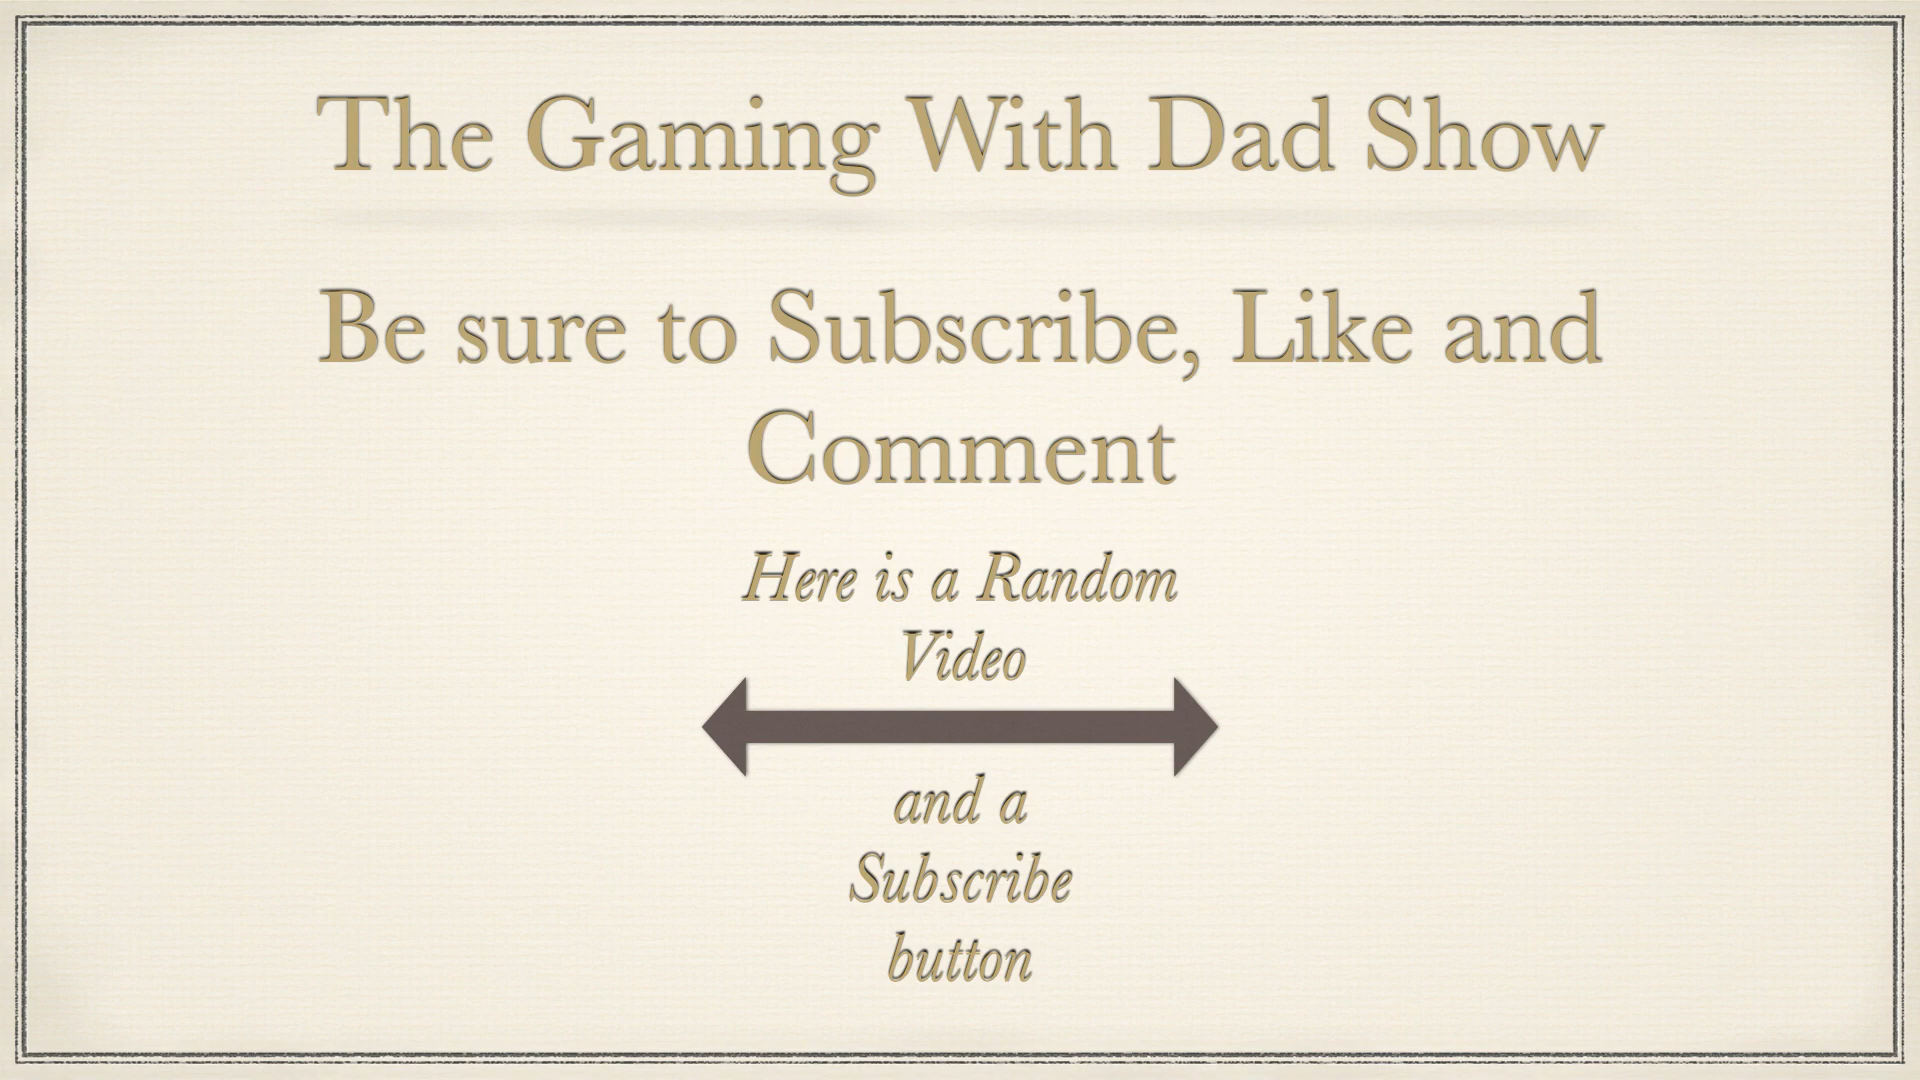 The Gaming With Dad Show
Be sure to Subscribe, Like and
Comment
Here is a Random
Video
and a
Subscribe
button